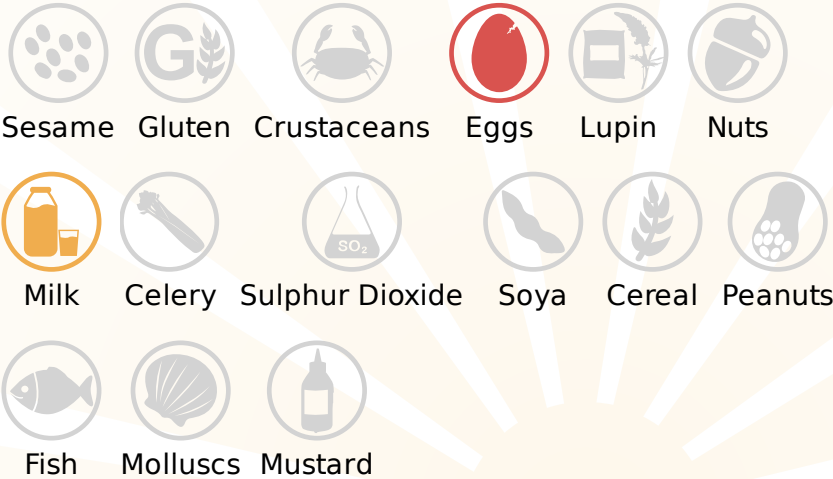 G
Sesame Gluten Crustaceans Eggs Lupin Nuts
SO₂
Milk Celery Sulphur Dioxide Soya Cereal Peanuts
Fish Molluscs Mustard